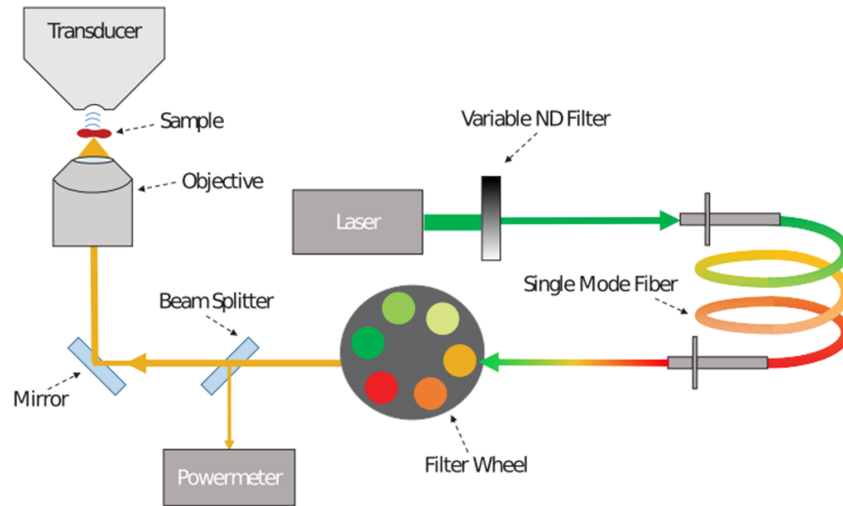 Transducer
Sample
Objective
Variable ND Filter
Laser
Single Mode Fiber
Beam Splitter
Mirror
Filter Wheel
Powermeter